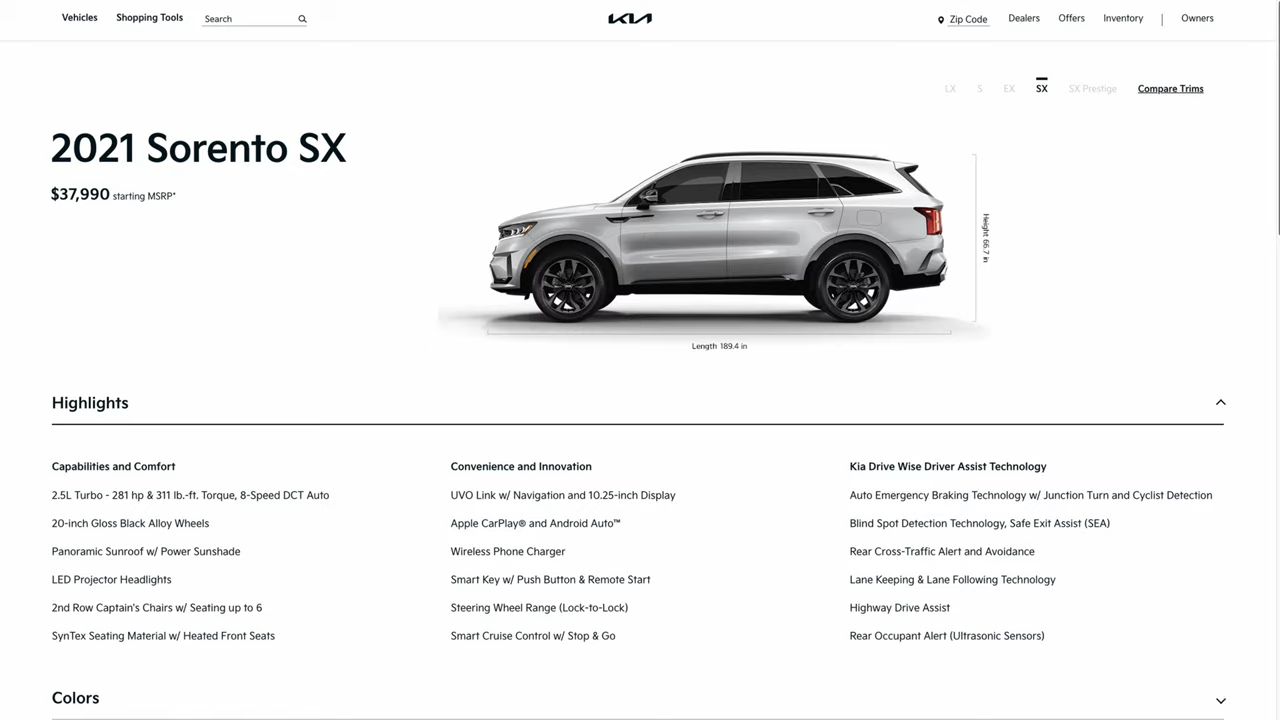 Vehicles Shopping Tools Search KIA Zip Code Dealers Offers Inventory | Owners
LX S EX SX SX Prestige Compare Trims
2021 Sorento SX
$37,990 starting MSRP*
Height 66.7 in
Length 189.4 in
Highlights
Capabilities and Comfort
2.5L Turbo - 281 hp & 311 lb.-ft. Torque, 8-Speed DCT Auto
20-inch Gloss Black Alloy Wheels
Panoramic Sunroof w/ Power Sunshade
LED Projector Headlights
2nd Row Captain's Chairs w/ Seating up to 6
SynTex Seating Material w/ Heated Front Seats
Convenience and Innovation
UVO Link w/ Navigation and 10.25-inch Display
Apple CarPlay® and Android Auto™
Wireless Phone Charger
Smart Key w/ Push Button & Remote Start
Steering Wheel Range (Lock-to-Lock)
Smart Cruise Control w/ Stop & Go
Kia Drive Wise Driver Assist Technology
Auto Emergency Braking Technology w/ Junction Turn and Cyclist Detection
Blind Spot Detection Technology, Safe Exit Assist (SEA)
Rear Cross-Traffic Alert and Avoidance
Lane Keeping & Lane Following Technology
Highway Drive Assist
Rear Occupant Alert (Ultrasonic Sensors)
Colors